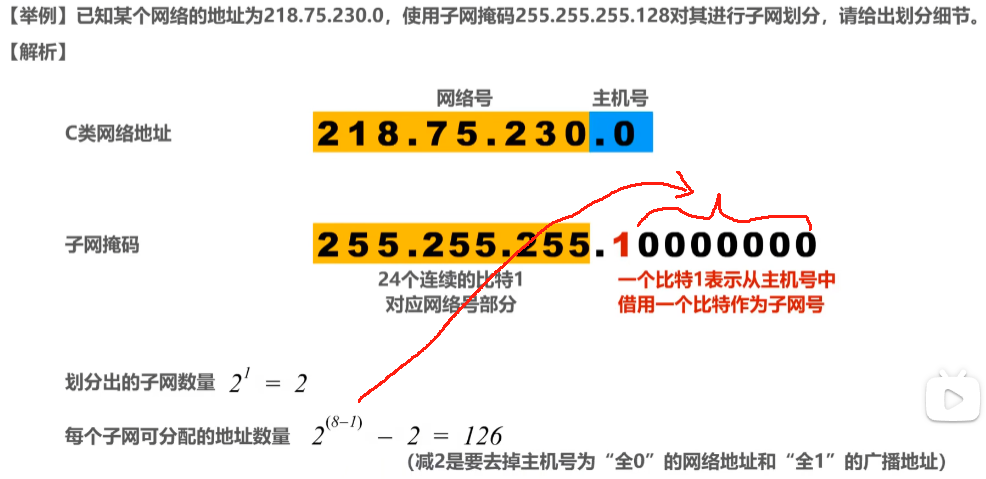 【举例】已知某个网络的地址为218.75.230.0，使用子网掩码255.255.255.128对其进行子网划分，请给出划分细节。
【解析】
网络号 主机号
C类网络地址 218.75.230.0
子网掩码 255.255.255.10000000
24个连续的比特1 一个比特1表示从主机号中
对应网络号部分 借用一个比特作为子网号
划分出的子网数量 2^1 = 2
每个子网可分配的地址数量 2^(8–1) – 2 = 126
(减2是要去掉主机号为“全0”的网络地址和“全1”的广播地址)